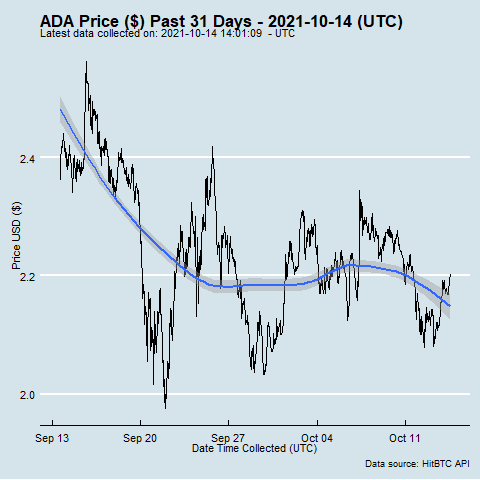 ADA Price ($) Past 31 Days - 2021-10-14 (UTC)
Latest data collected on: 2021-10-14 14:01:09 - UTC
Price USD ($)
2.4
2.2
2.0
Sep 13 Sep 20 Sep 27 Oct 04 Oct 11
Date Time Collected (UTC)
Data source: HitBTC API